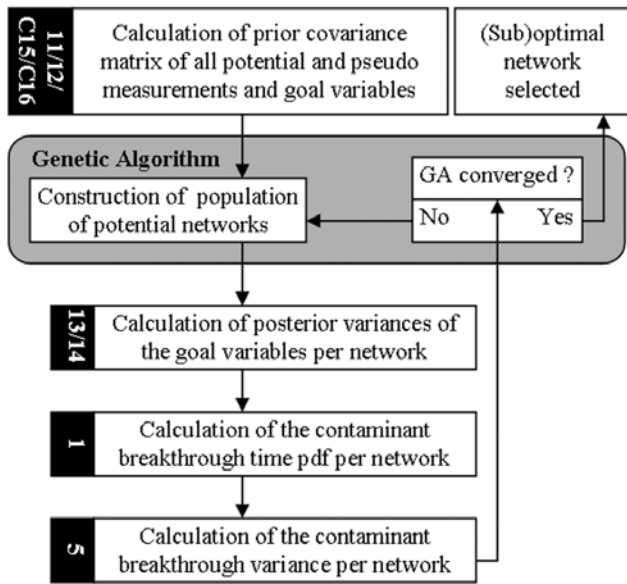 11/12/
C15/C16
Calculation of prior covariance
matrix of all potential and pseudo
measurements and goal variables
(Sub)optimal
network
selected
Genetic Algorithm
Construction of population
of potential networks
GA converged ?
No
Yes
13/14
Calculation of posterior variances of
the goal variables per network
1
Calculation of the contaminant
breakthrough time pdf per network
5
Calculation of the contaminant
breakthrough variance per network